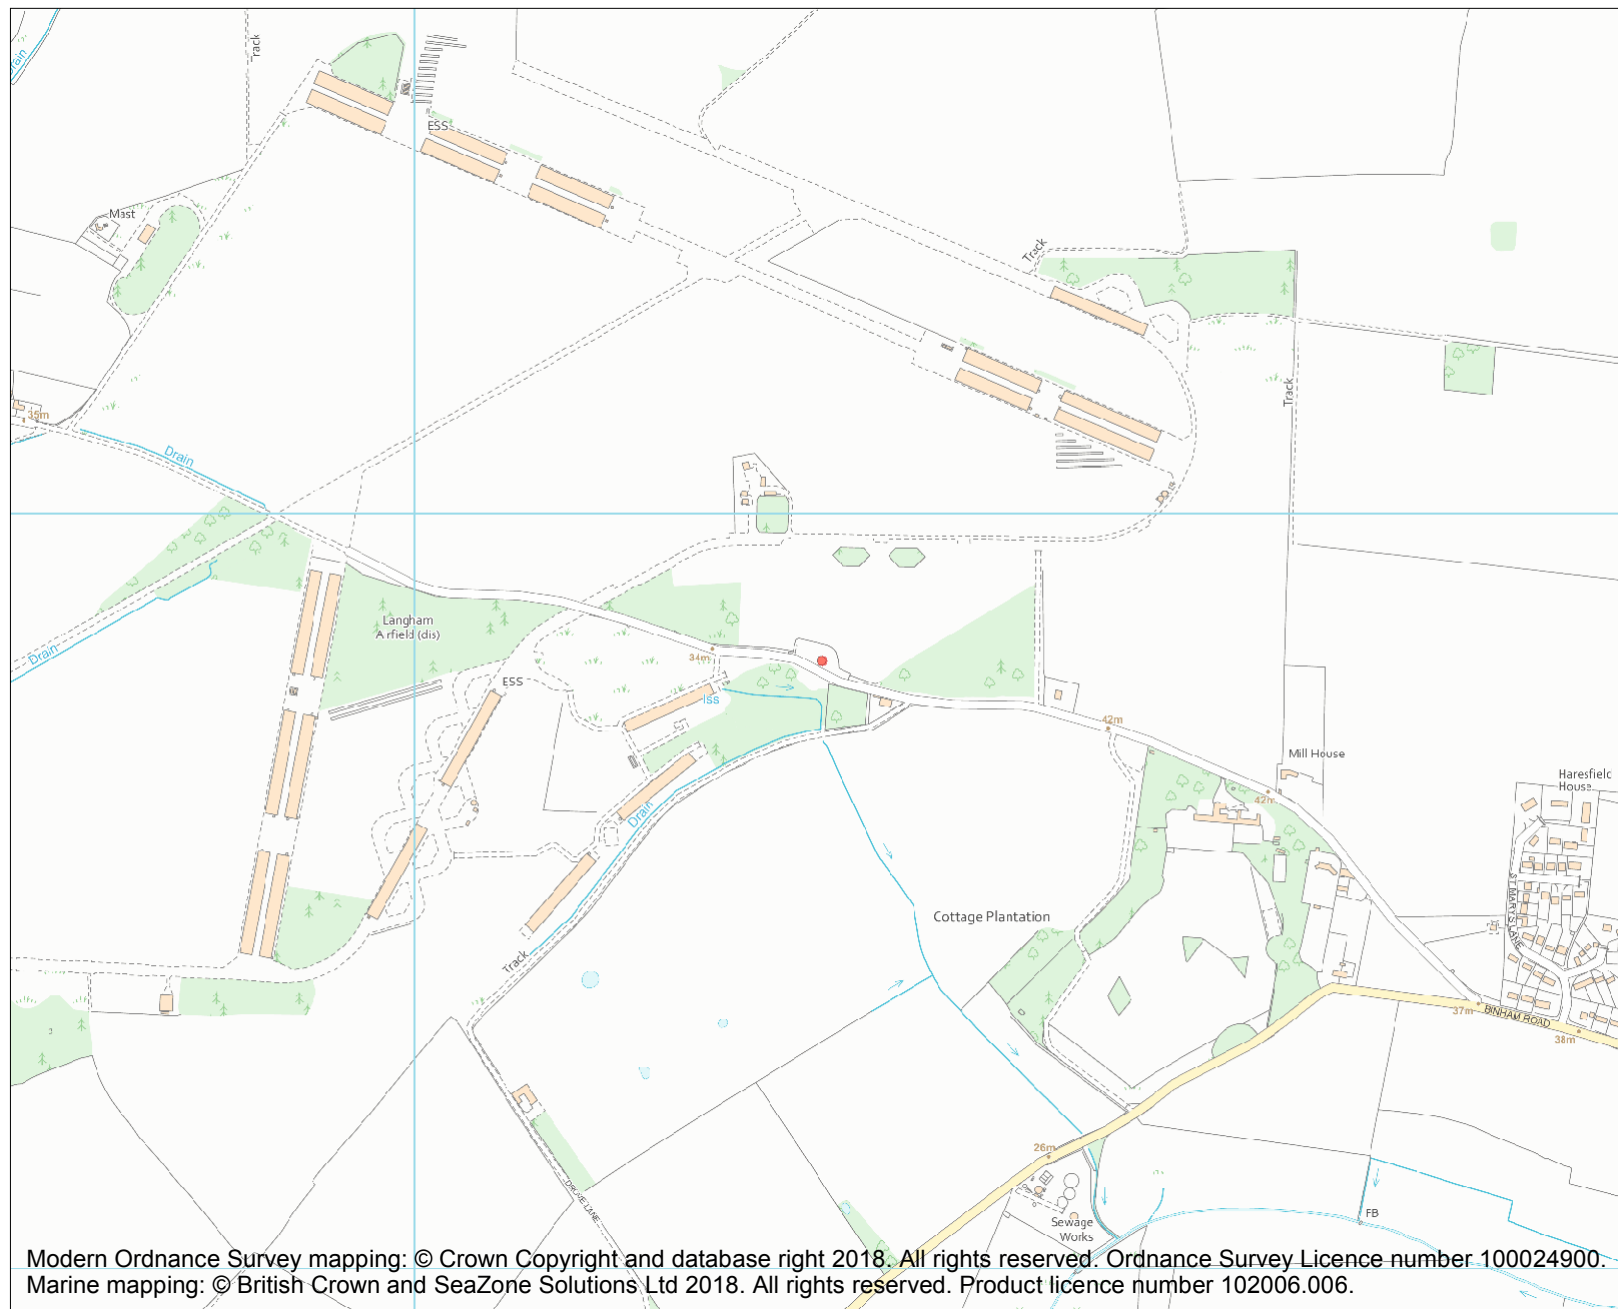 Drain
Track
ESS
Mast
Track
Track
35m
Drain
Langham
Airfield (dis)
Drain
34m
ESS
Iss
42m
Mill House
Haresfield
House
42m
Drain
ST MARY'S LANE
Cottage Plantation
Track
37m
BINHAM ROAD
38m
26m
DROVE LANE
Sewage
Works
FB
Modern Ordnance Survey mapping: © Crown Copyright and database right 2018. All rights reserved. Ordnance Survey Licence number 100024900.
Marine mapping: © British Crown and SeaZone Solutions Ltd 2018. All rights reserved. Product licence number 102006.006.